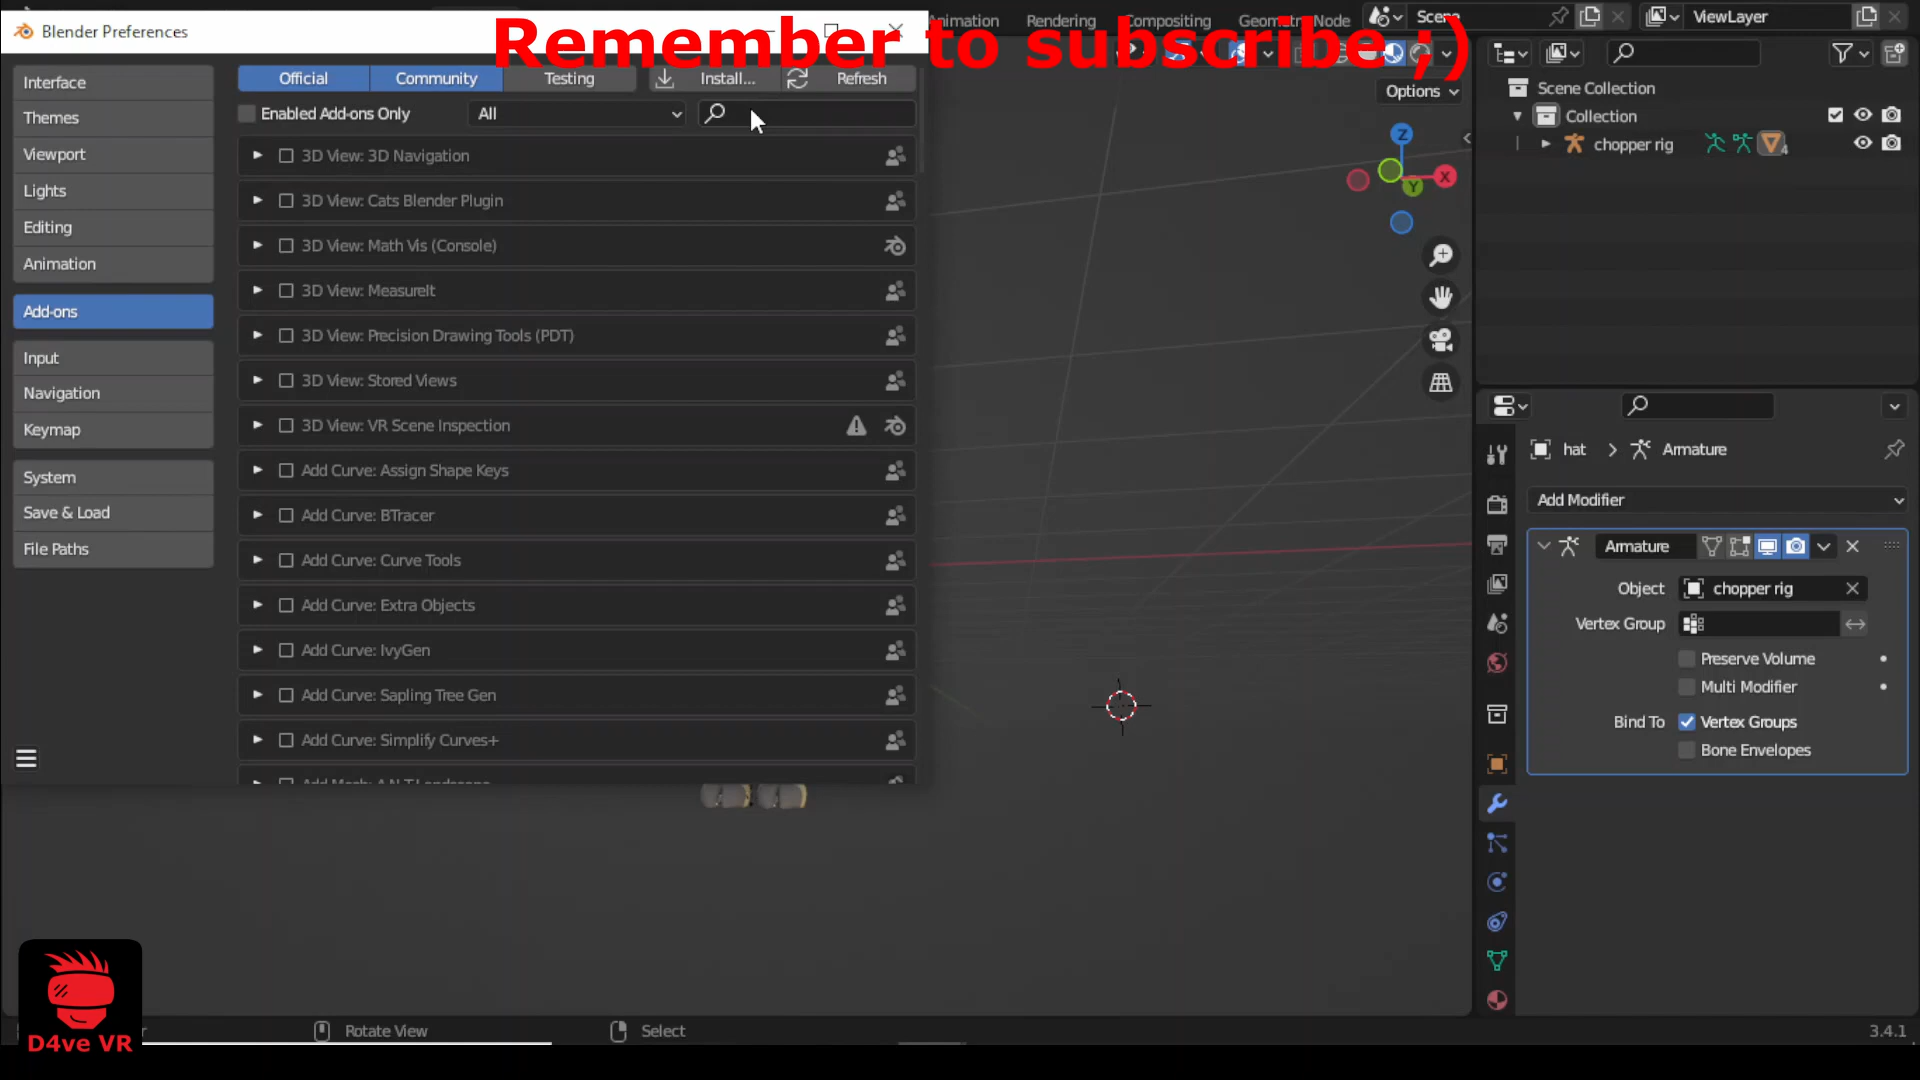 Blender Preferences
Remember to subscribe ;)
Animation
Rendering
Compositing
Geometry Node
Scene
ViewLayer
Interface
Themes
Viewport
Lights
Editing
Animation
Add-ons
Input
Navigation
Keymap
System
Save & Load
File Paths
Official
Community
Testing
Install...
Refresh
Enabled Add-ons Only
All
3D View: 3D Navigation
3D View: Cats Blender Plugin
3D View: Math Vis (Console)
3D View: MeasureIt
3D View: Precision Drawing Tools (PDT)
3D View: Stored Views
3D View: VR Scene Inspection
Add Curve: Assign Shape Keys
Add Curve: BTracer
Add Curve: Curve Tools
Add Curve: Extra Objects
Add Curve: IvyGen
Add Curve: Sapling Tree Gen
Add Curve: Simplify Curves+
Add Mesh: A.N.T.Landscape
Options
Z
X
Y
Scene Collection
Collection
chopper rig
4
hat
Armature
Add Modifier
Armature
Object
chopper rig
Vertex Group
Preserve Volume
Multi Modifier
Bind To
Vertex Groups
Bone Envelopes
D4ve VR
Rotate View
Select
3.4.1